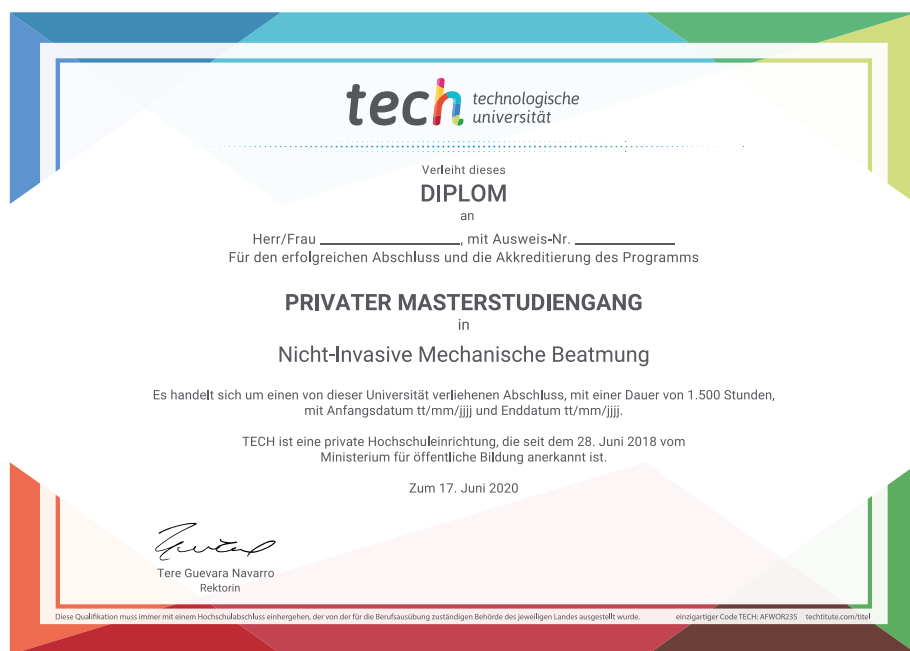 tech technologische
universität
Verleiht dieses
DIPLOM
an
Herr/Frau ____________________, mit Ausweis-Nr. __________________
Für den erfolgreichen Abschluss und die Akkreditierung des Programms
PRIVATER MASTERSTUDIENGANG
in
Nicht-Invasive Mechanische Beatmung
Es handelt sich um einen von dieser Universität verliehenen Abschluss, mit einer Dauer von 1.500 Stunden,
mit Anfangsdatum tt/mm/jjjj und Enddatum tt/mm/jjjj.
TECH ist eine private Hochschuleinrichtung, die seit dem 28. Juni 2018 vom
Ministerium für öffentliche Bildung anerkannt ist.
Zum 17. Juni 2020
Tere Guevara Navarro
Rektorin
Diese Qualifikation muss immer mit einem Hochschulabschluss einhergehen, der von der für die Berufsausübung zuständigen Behörde des jeweiligen Landes ausgestellt wurde. einzigartiger Code TECH: AFWOR23S techtitute.com/titel